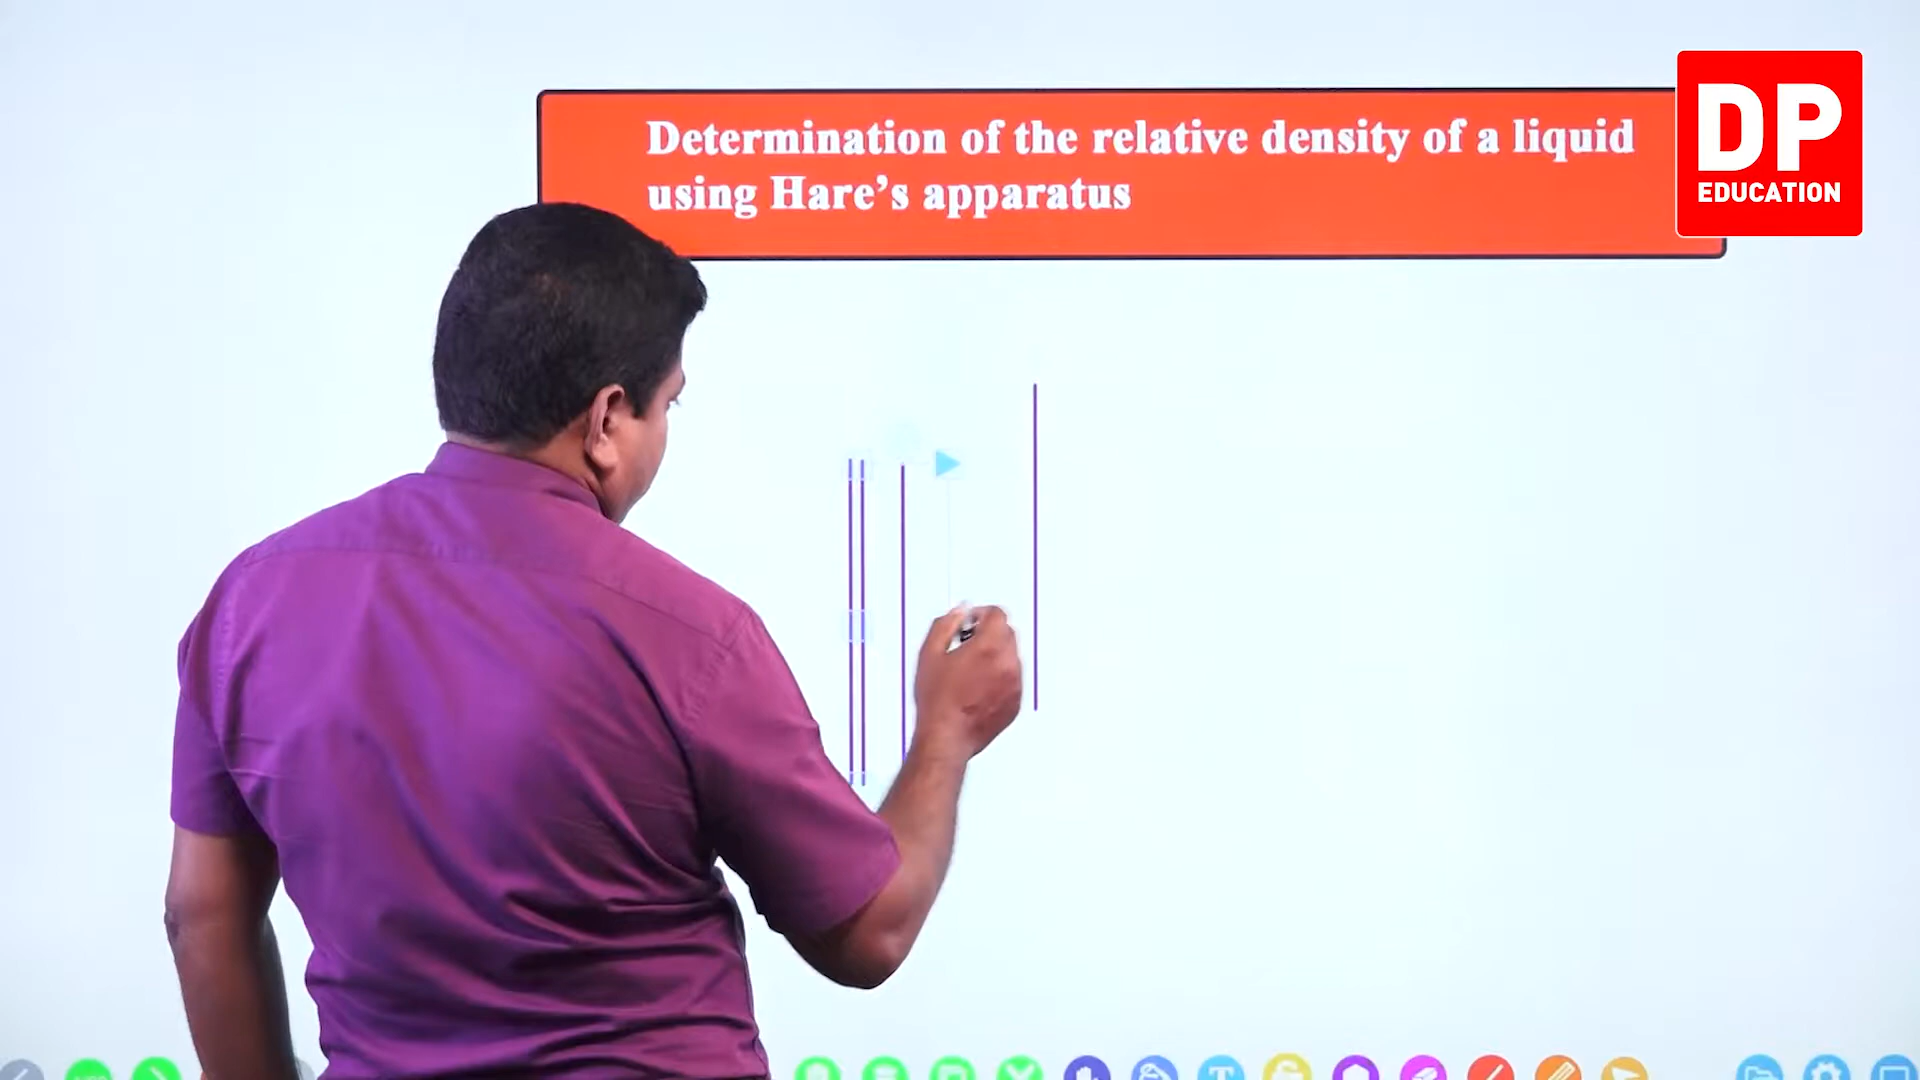 Determination of the relative density of a liquid
using Hare's apparatus
DP
EDUCATION